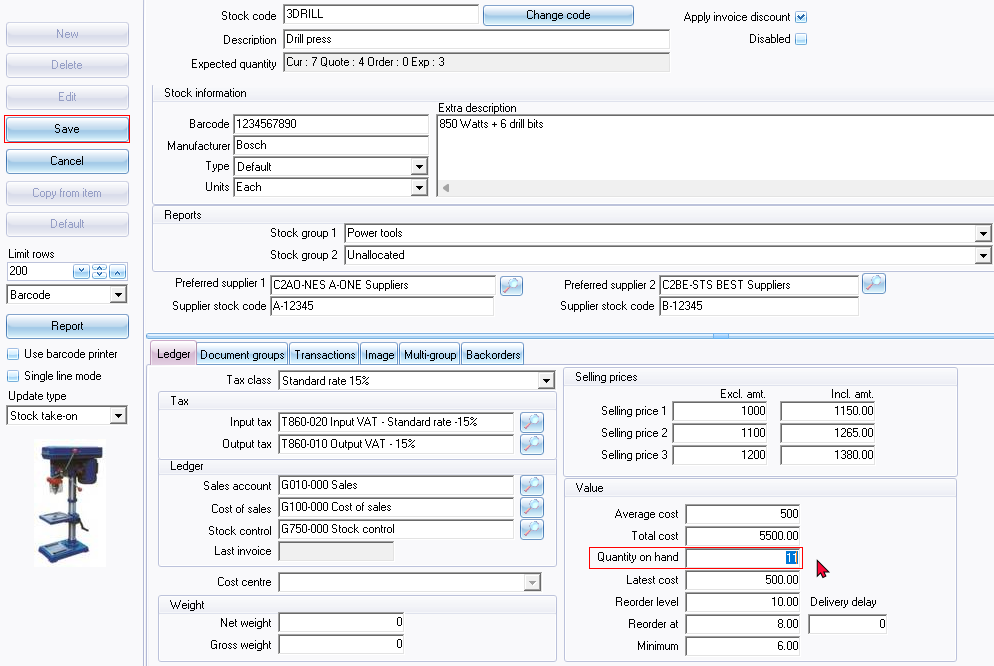 New
Delete
Edit
Save
Cancel
Copy from item
Default
Limit rows
200
Barcode
Report
Use barcode printer
Single line mode
Update type
Stock take-on
Stock code 3DRILL Change code Apply invoice discount
Description Drill press Disabled
Expected quantity Cur : 7 Quote : 4 Order : 0 Exp : 3
Stock information
Extra description
Barcode 1234567890 850 Watts + 6 drill bits
Manufacturer Bosch
Type Default
Units Each
Reports
Stock group 1 Power tools
Stock group 2 Unallocated
Preferred supplier 1 C2AO-NES A-ONE Suppliers Preferred supplier 2 C2BE-STS BEST Suppliers
Supplier stock code A-12345 Supplier stock code B-12345
Ledger Document groups Transactions Image Multi-group Backorders
Tax class Standard rate 15%
Tax
Input tax T860-020 Input VAT - Standard rate -15%
Output tax T860-010 Output VAT - 15%
Ledger
Sales account G010-000 Sales
Cost of sales G100-000 Cost of sales
Stock control G750-000 Stock control
Last invoice
Cost centre
Weight
Net weight 0
Gross weight 0
Selling prices
Excl. amt. Incl. amt.
Selling price 1 1000 1150.00
Selling price 2 1100 1265.00
Selling price 3 1200 1380.00
Value
Average cost 500
Total cost 5500.00
Quantity on hand 11
Latest cost 500.00
Reorder level 10.00 Delivery delay
Reorder at 8.00 0
Minimum 6.00